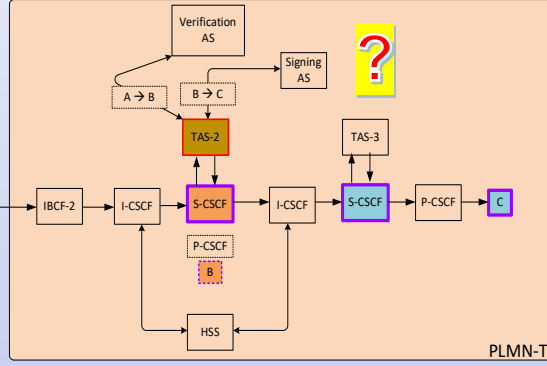 Verification
AS
Signing
AS
?
A → B
B → C
TAS-2
TAS-3
IBCF-2
I-CSCF
S-CSCF
I-CSCF
S-CSCF
P-CSCF
C
P-CSCF
B
HSS
PLMN-T